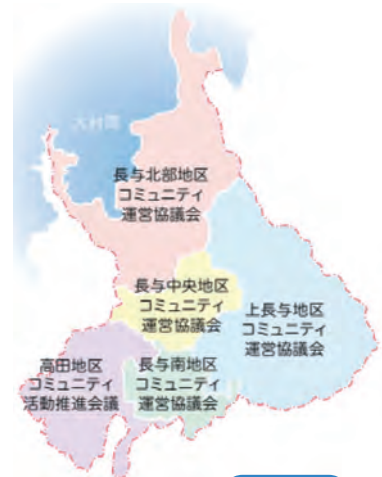 大村湾
長与北部地区
コミュニティ
運営協議会
長与中央地区
コミュニティ
運営協議会
上長与地区
コミュニティ
運営協議会
高田地区
コミュニティ
活動推進会議
長与南地区
コミュニティ
運営協議会